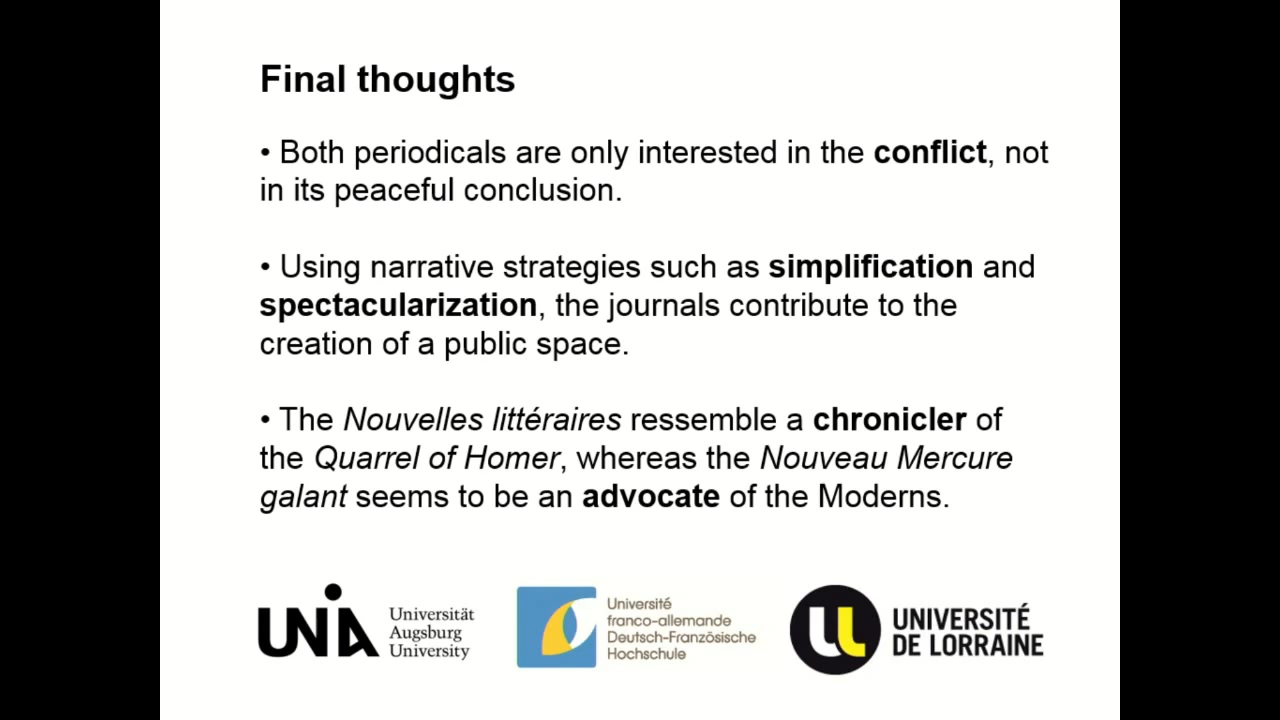 Final thoughts
• Both periodicals are only interested in the conflict, not
in its peaceful conclusion.
• Using narrative strategies such as simplification and
spectacularization, the journals contribute to the
creation of a public space.
• The Nouvelles littéraires ressemble a chronicler of
the Quarrel of Homer, whereas the Nouveau Mercure
galant seems to be an advocate of the Moderns.
UNIA
Universität
Augsburg
University
Université
franco-allemande
Deutsch-Französische
Hochschule
UL
UNIVERSITÉ
DE LORRAINE